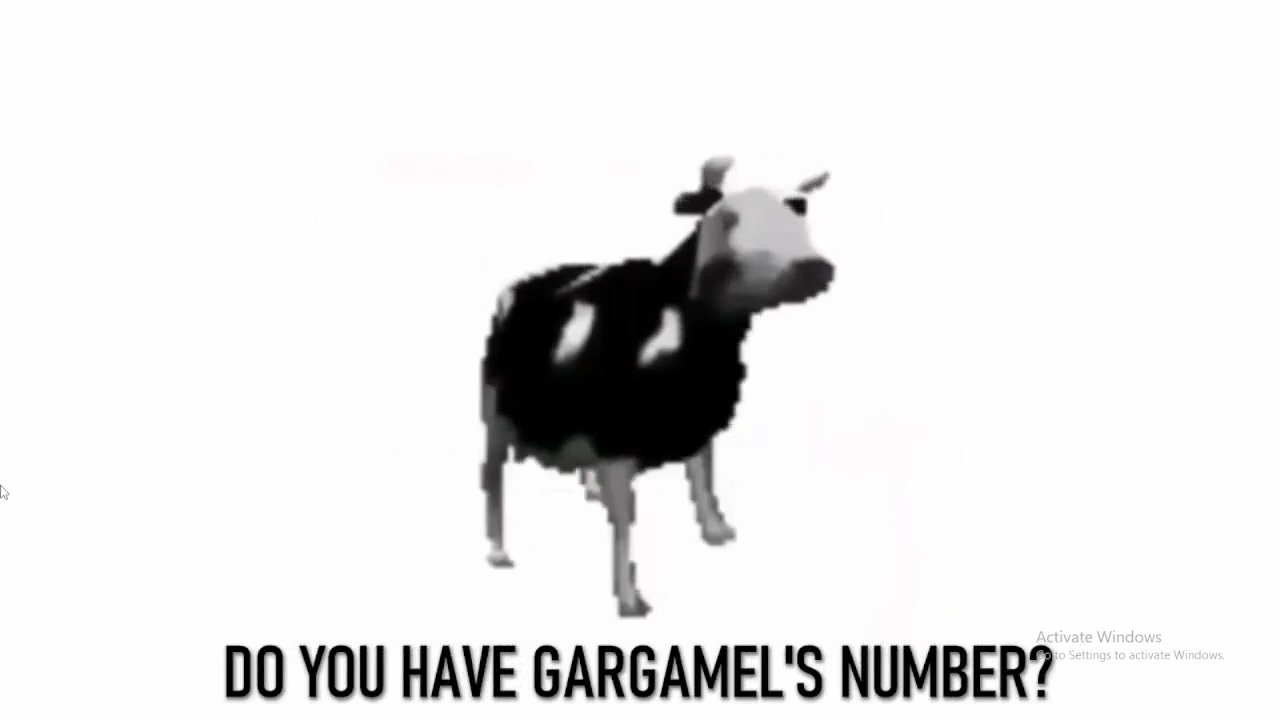 Activate Windows
Go to Settings to activate Windows.
DO YOU HAVE GARGAMEL'S NUMBER?